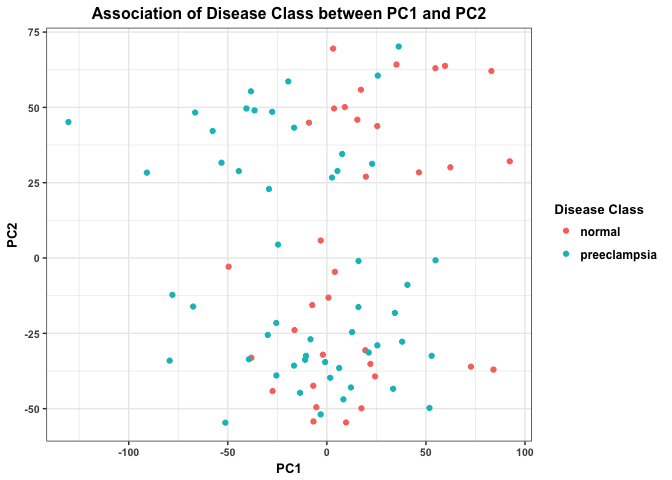 Association of Disease Class between PC1 and PC2
75
50
25
0
-25
-50
PC2
-100
-50
0
50
100
PC1
Disease Class
normal
preeclampsia